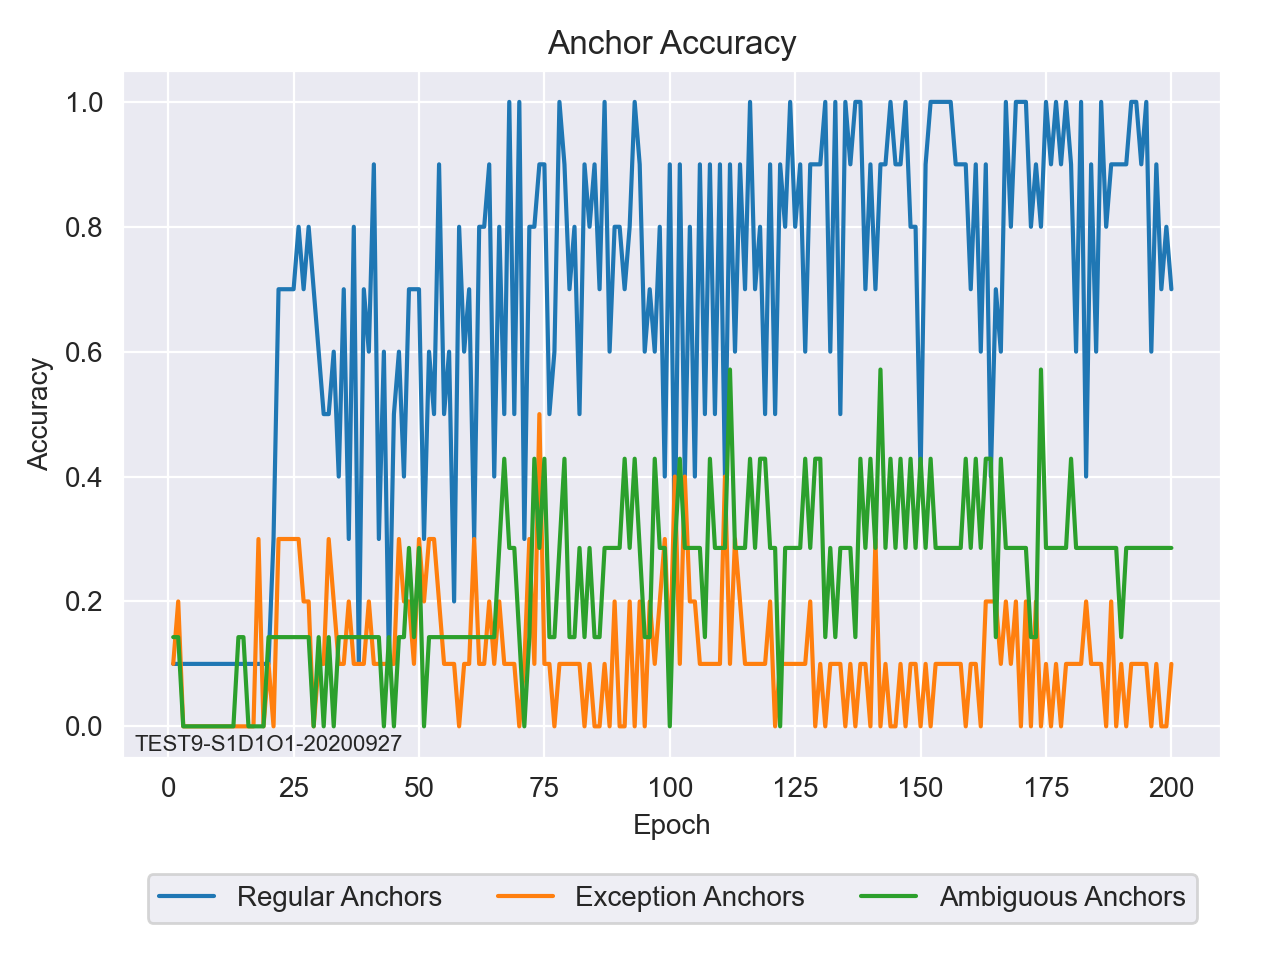 Anchor Accuracy
1.0
0.8
0.6
0.4
0.2
0.0
Accuracy
TEST9-S1D1O1-20200927
0 25 50 75 100 125 150 175 200
Epoch
Regular Anchors Exception Anchors Ambiguous Anchors